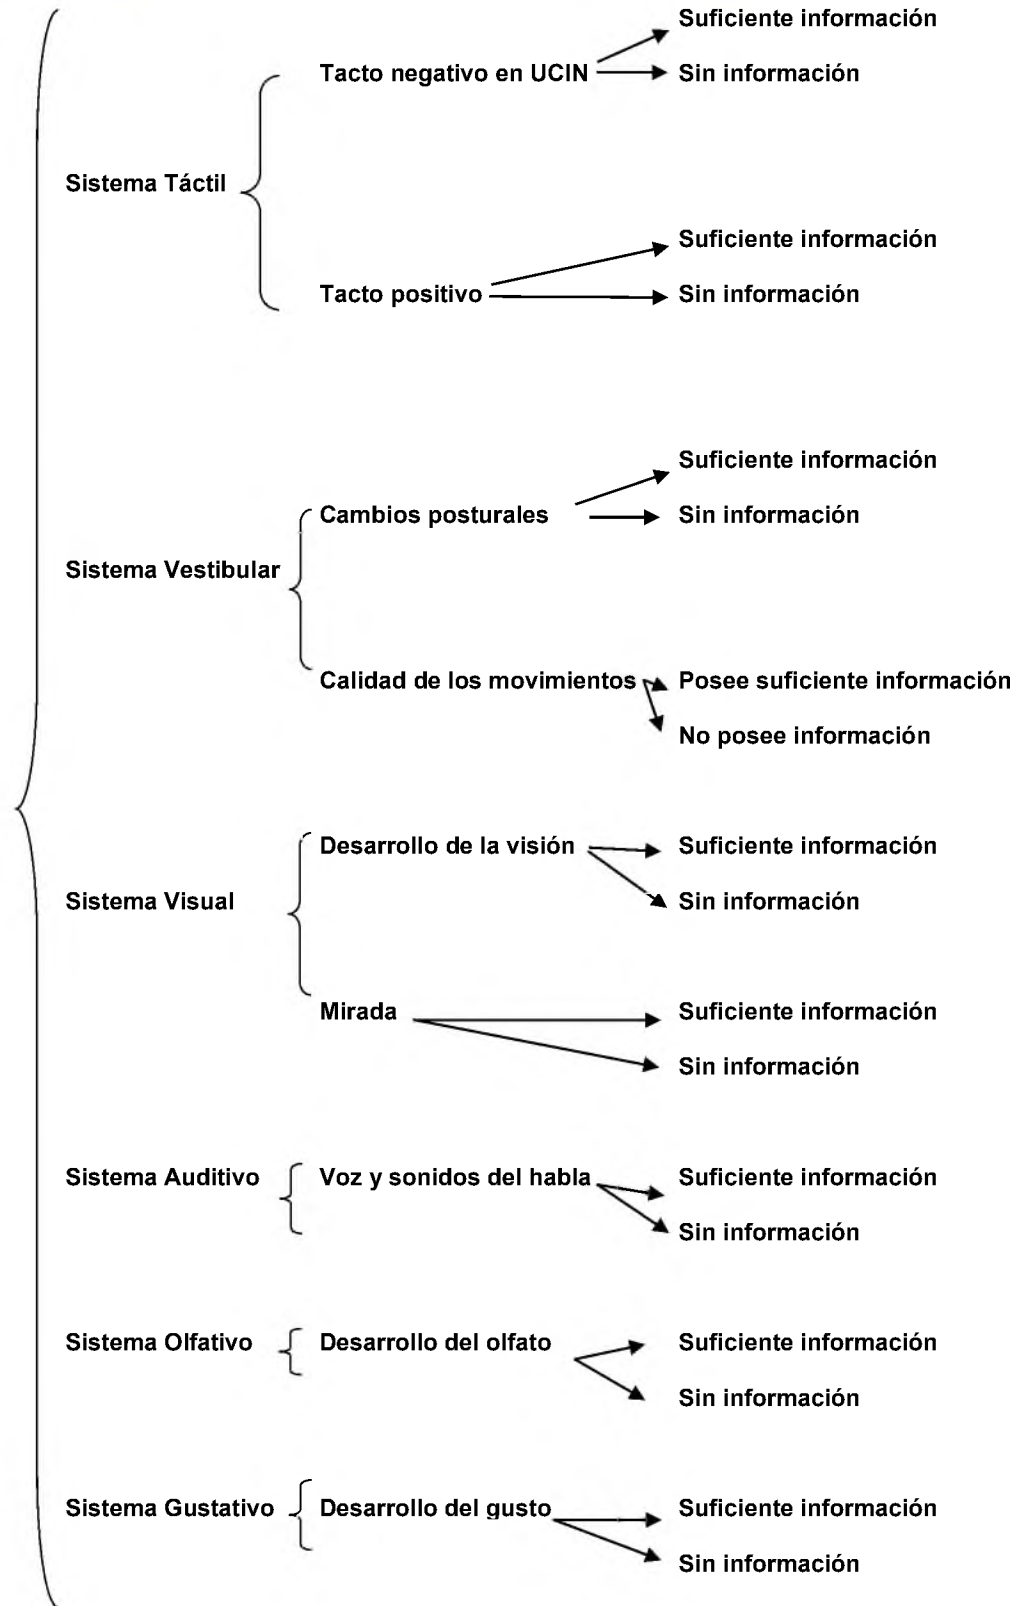 Suficiente información
Tacto negativo en UCIN Sin información
Sistema Táctil
Suficiente información
Tacto positivo Sin información
Suficiente información
Cambios posturales Sin información
Sistema Vestibular
Calidad de los movimientos Posee suficiente información
No posee información
Desarrollo de la visión Suficiente información
Sistema Visual Sin información
Mirada Suficiente información
Sin información
Sistema Auditivo Voz y sonidos del habla Suficiente información
Sin información
Sistema Olfativo Desarrollo del olfato Suficiente información
Sin información
Sistema Gustativo Desarrollo del gusto Suficiente información
Sin información